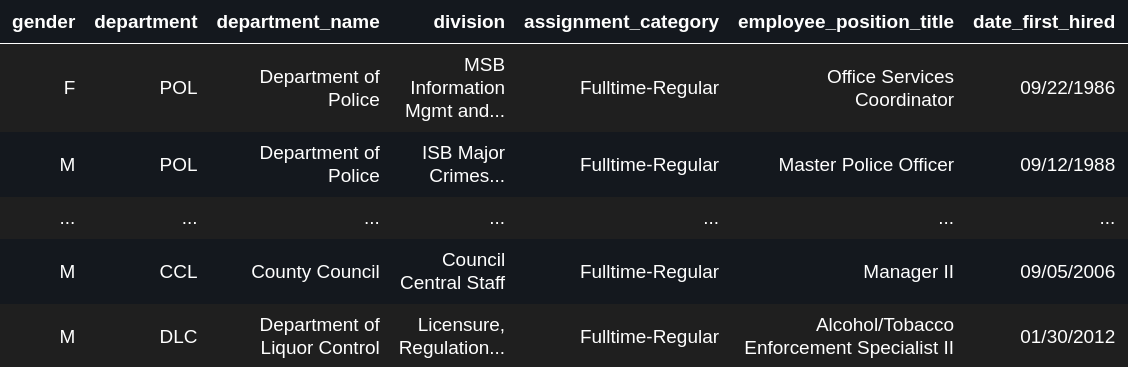 gender department department_name division assignment_category employee_position_title date_first_hired
F POL Department of Police MSB Information Mgmt and... Fulltime-Regular Office Services Coordinator 09/22/1986
M POL Department of Police ISB Major Crimes... Fulltime-Regular Master Police Officer 09/12/1988
... ... ... ... ... ... ...
M CCL County Council Council Central Staff Fulltime-Regular Manager II 09/05/2006
M DLC Department of Liquor Control Licensure, Regulation... Fulltime-Regular Alcohol/Tobacco Enforcement Specialist II 01/30/2012